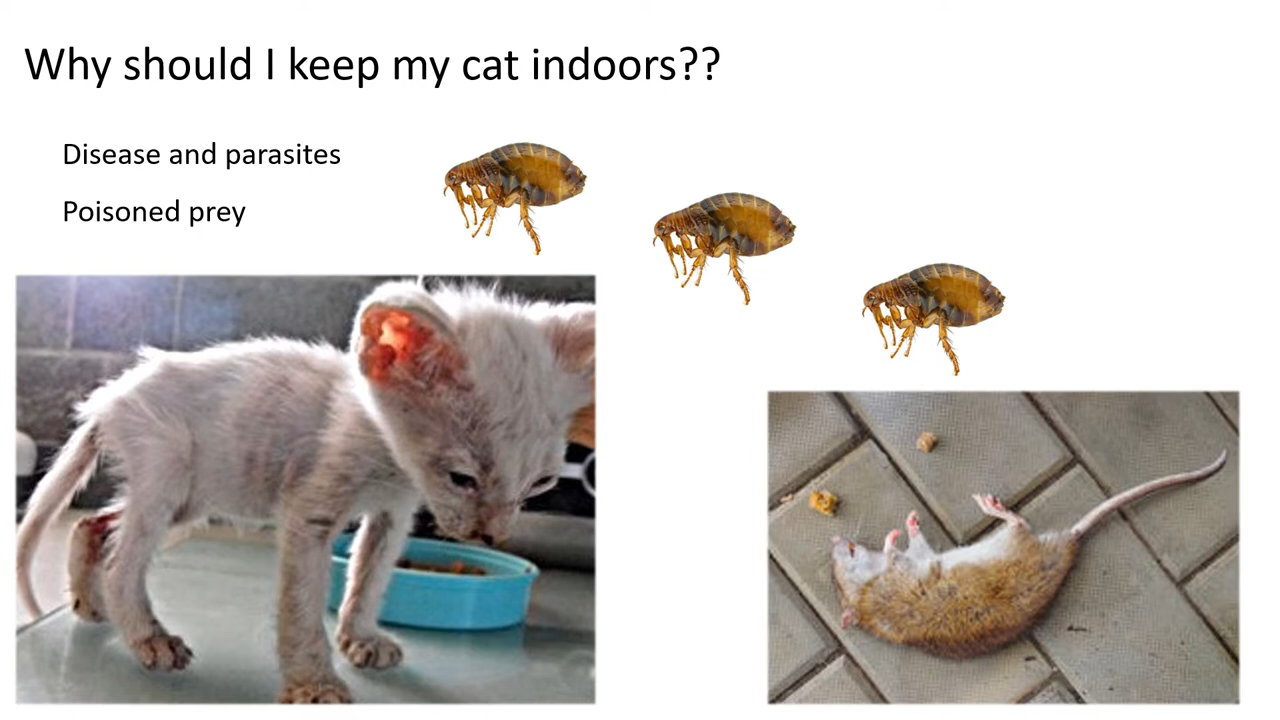 Why should I keep my cat indoors??
Disease and parasites
Poisoned prey